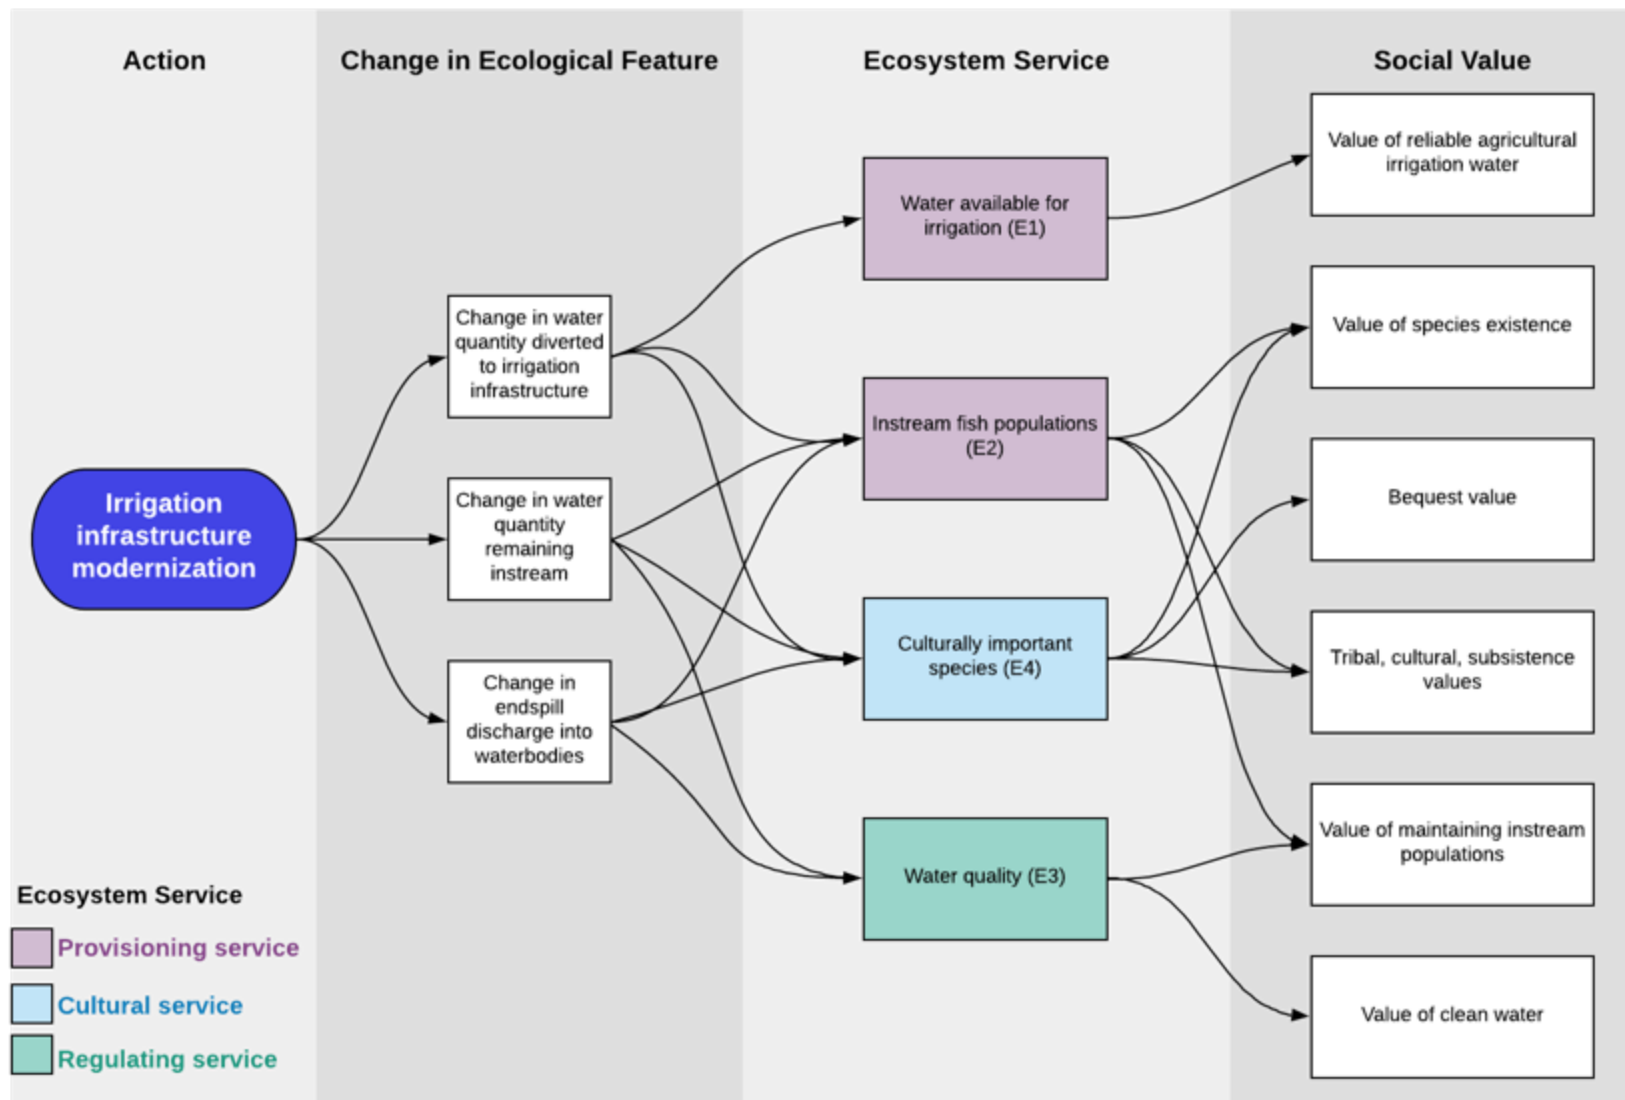 Action
Change in Ecological Feature
Ecosystem Service
Social Value
Irrigation
infrastructure
modernization
Change in water
quantity diverted
to irrigation
infrastructure
Change in water
quantity
remaining
instream
Change in
endspill
discharge into
waterbodies
Water available for
irrigation (E1)
Instream fish populations
(E2)
Culturally important
species (E4)
Water quality (E3)
Value of reliable agricultural
irrigation water
Value of species existence
Bequest value
Tribal, cultural, subsistence
values
Value of maintaining instream
populations
Value of clean water
Ecosystem Service
Provisioning service
Cultural service
Regulating service